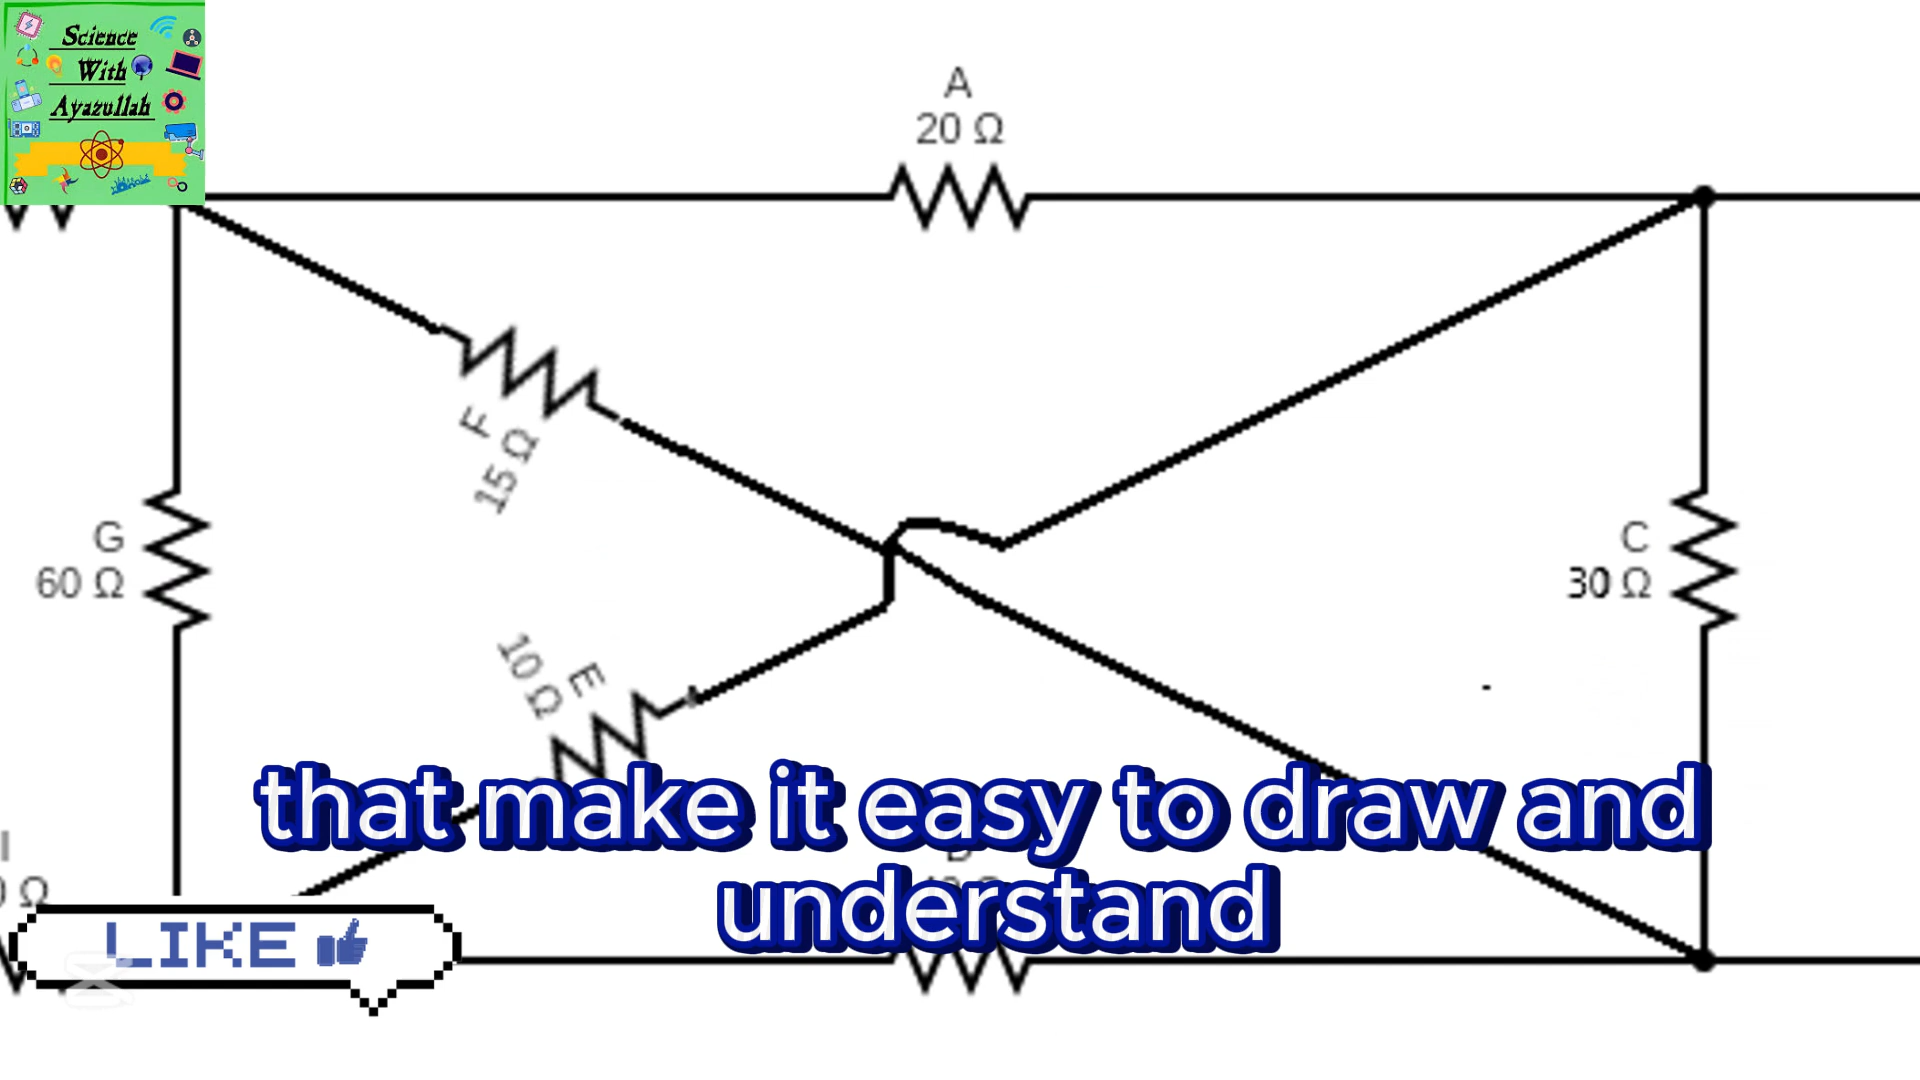 Science
With
Ayazullah
A
20 Ω
F
15 Ω
G
60 Ω
C
30 Ω
E
10 Ω
that make it easy to draw and
understand
I
Ω
LIKE